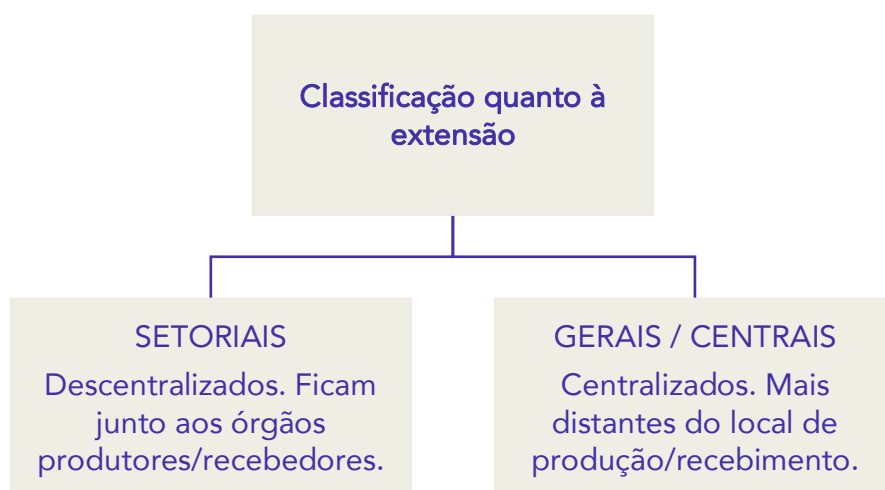 Classificação quanto à
extensão
SETORIAIS
Descentralizados. Ficam
junto aos órgãos
produtores/recebedores.
GERAIS / CENTRAIS
Centralizados. Mais
distantes do local de
produção/recebimento.